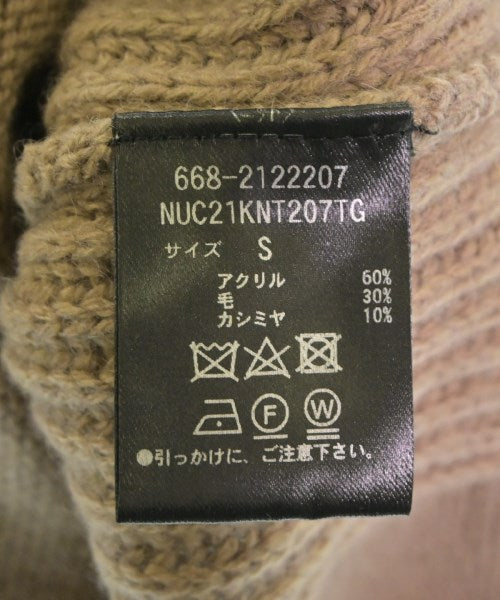 668-2122207
NUC21KNT207TG
サイズ S
アクリル 60%
毛 30%
カシミヤ 10%
F W
●引っかけに、ご注意下さい。